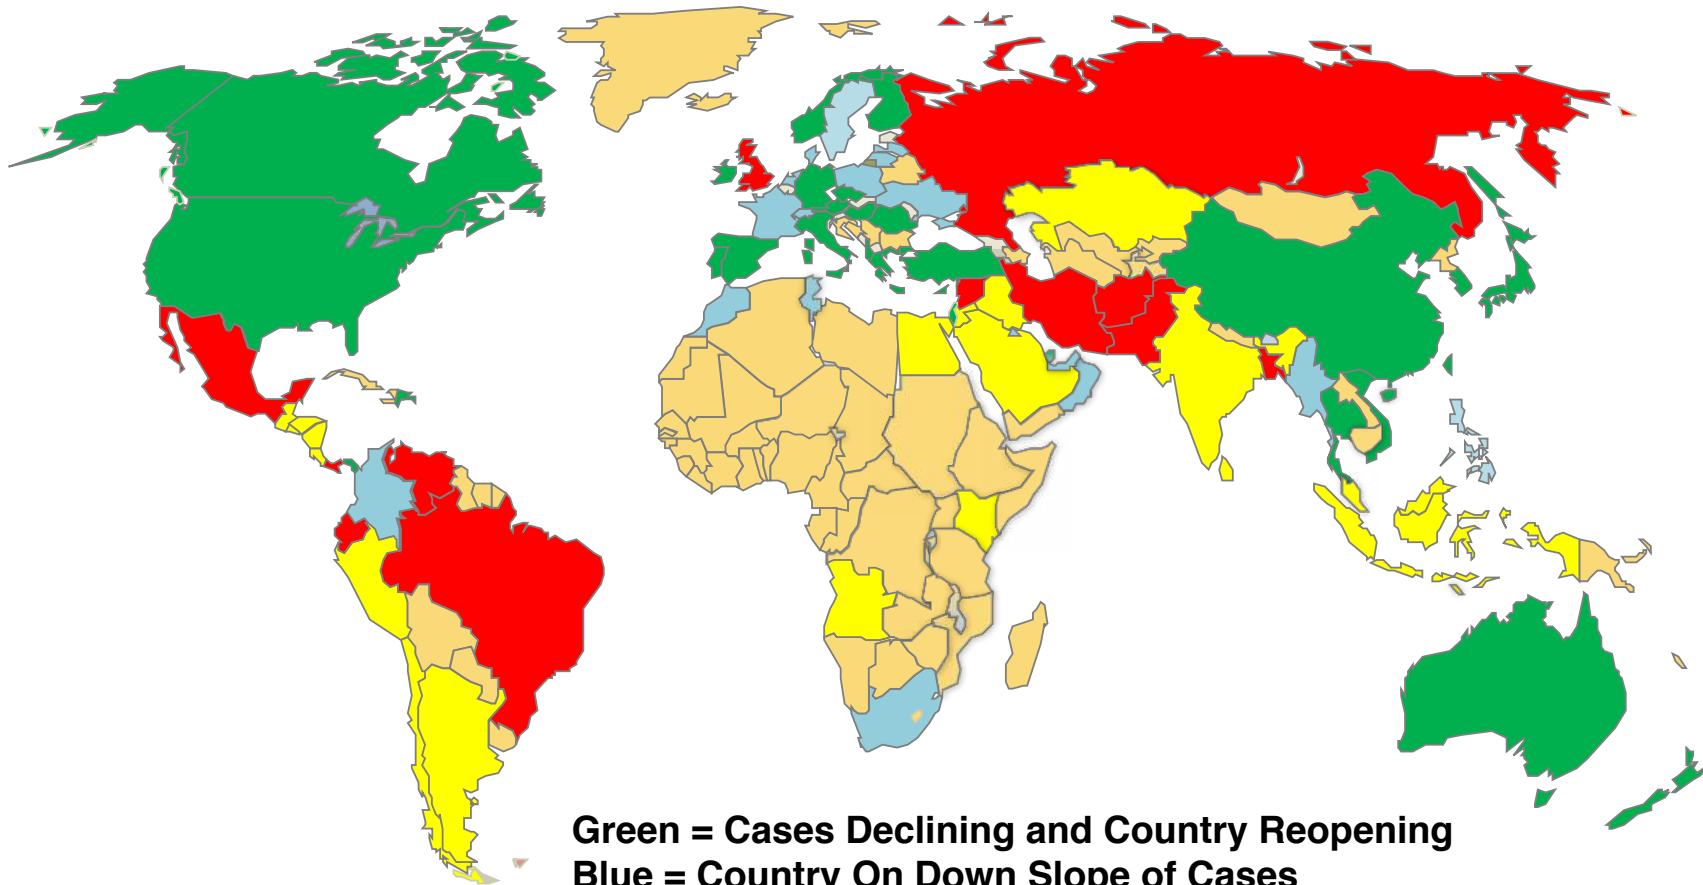 Green = Cases Declining and Country Reopening
Blue = Country On Down Slope of Cases